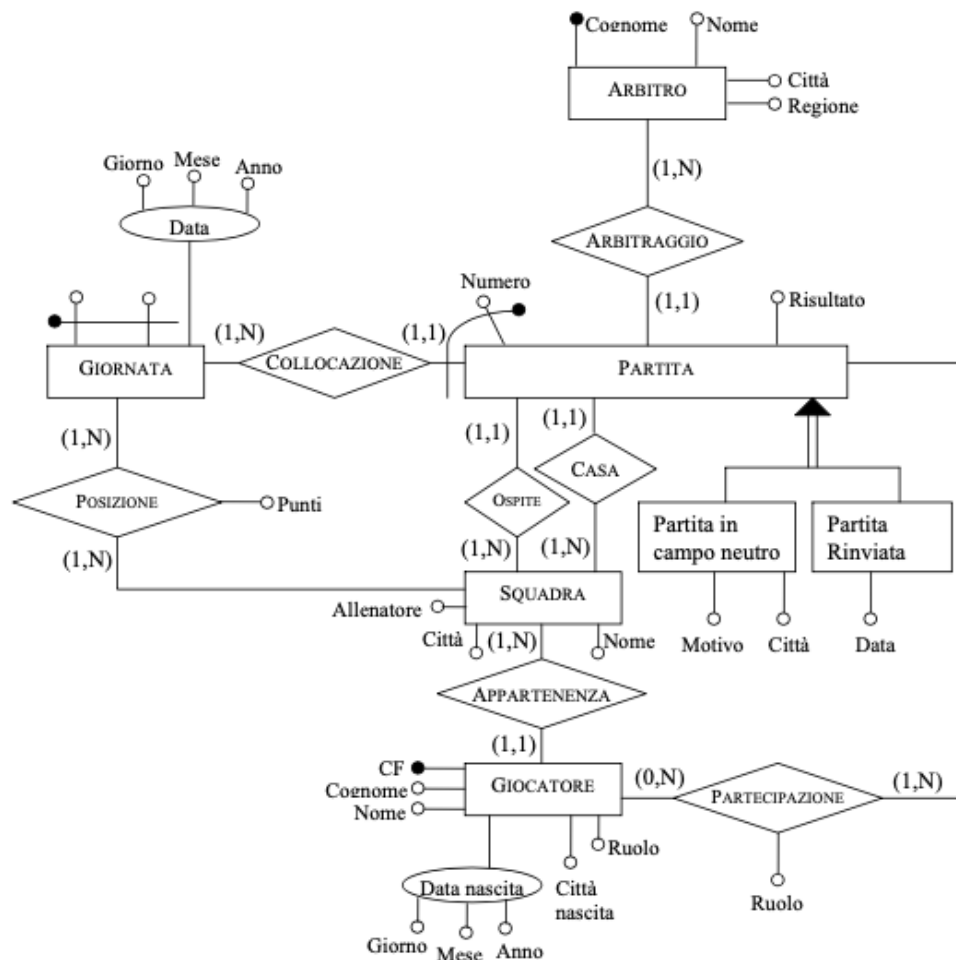 Cognome Nome
ARBITRO
Città
Regione
Giorno Mese Anno
Data
(1,N)
ARBITRAGGIO
(1,1)
Numero
Risultato
(1,N) (1,1)
GIORNATA
COLLOCAZIONE
PARTITA
(1,N)
(1,1) (1,1)
POSIZIONE
Punti
OSPITE
CASA
(1,N)
(1,N) (1,N)
Partita in
campo neutro
Partita
Rinviata
Motivo Città Data
SQUADRA
Allenatore
Città
(1,N)
Nome
APPARTENENZA
(1,1)
CF
Cognome
Nome
GIOCATORE
(0,N)
PARTECIPAZIONE
(1,N)
Ruolo
Data nascita
Città
nascita
Ruolo
Giorno Mese Anno